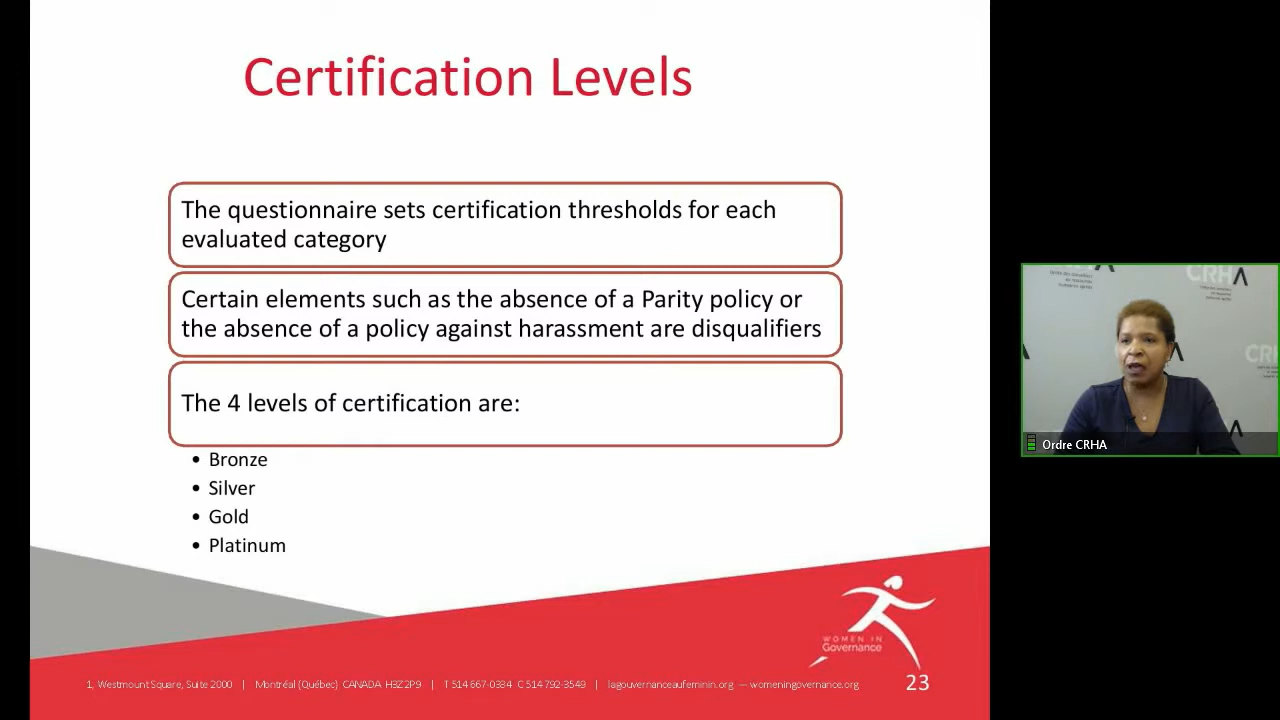 Certification Levels
The questionnaire sets certification thresholds for each
evaluated category
Certain elements such as the absence of a Parity policy or
the absence of a policy against harassment are disqualifiers
The 4 levels of certification are:
• Bronze
• Silver
• Gold
• Platinum
WOMEN IN
Governance
1, Westmount Square, Suite 2000 | Montréal (Québec) CANADA H3Z 2P9 | T 514 667-0384 C 514 792-3549 | lagouvernanceaufeminin.org — womeningovernance.org
23
CRHA
Ordre CRHA